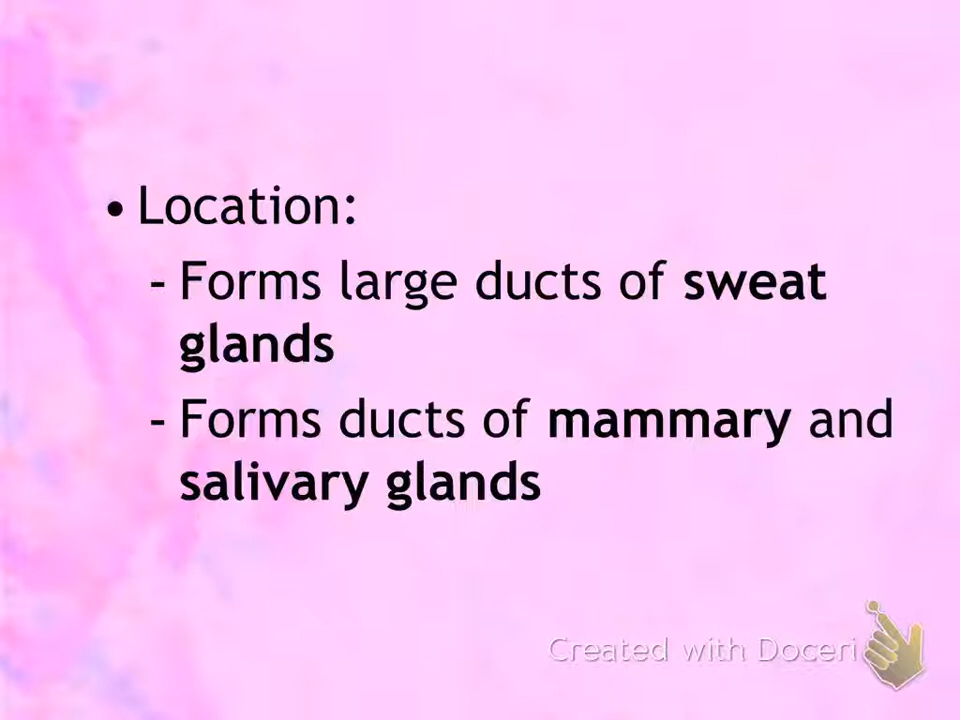 • Location:
- Forms large ducts of sweat
glands
- Forms ducts of mammary and
salivary glands
Created with Doceri